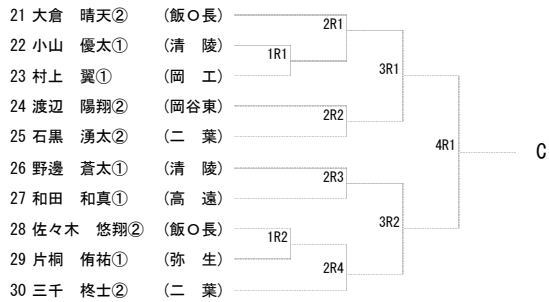 21 大倉　晴天② （飯O長）
2R1
22 小山　優太① （清　陵）
1R1
3R1
23 村上　翼① （岡　工）
24 渡辺　陽翔② （岡谷東）
2R2
25 石黒　湧太② （二　葉）
4R1
C
26 野邊　蒼太① （清　陵）
2R3
27 和田　和真① （高　遠）
3R2
28 佐々木　悠翔② （飯O長）
1R2
29 片桐　侑祐① （弥　生）
2R4
30 三千　柊士② （二　葉）